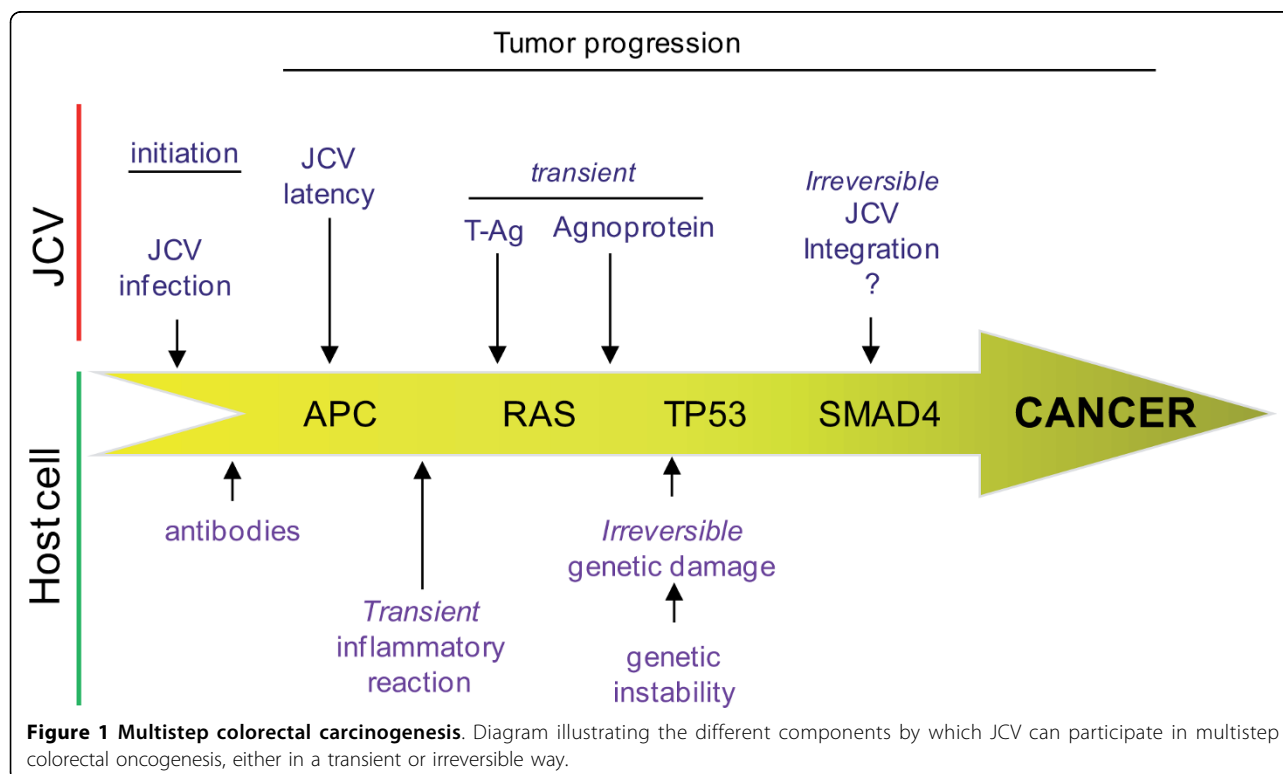 Tumor progression
JCV
initiation
JCV
infection
JCV
latency
transient
T-Ag
Agnoprotein
Irreversible
JCV
Integration
?
Host cell
APC
RAS
TP53
SMAD4
CANCER
antibodies
Transient
inflammatory
reaction
Irreversible
genetic damage
genetic
instability
Figure 1 Multistep colorectal carcinogenesis. Diagram illustrating the different components by which JCV can participate in multistep
colorectal oncogenesis, either in a transient or irreversible way.